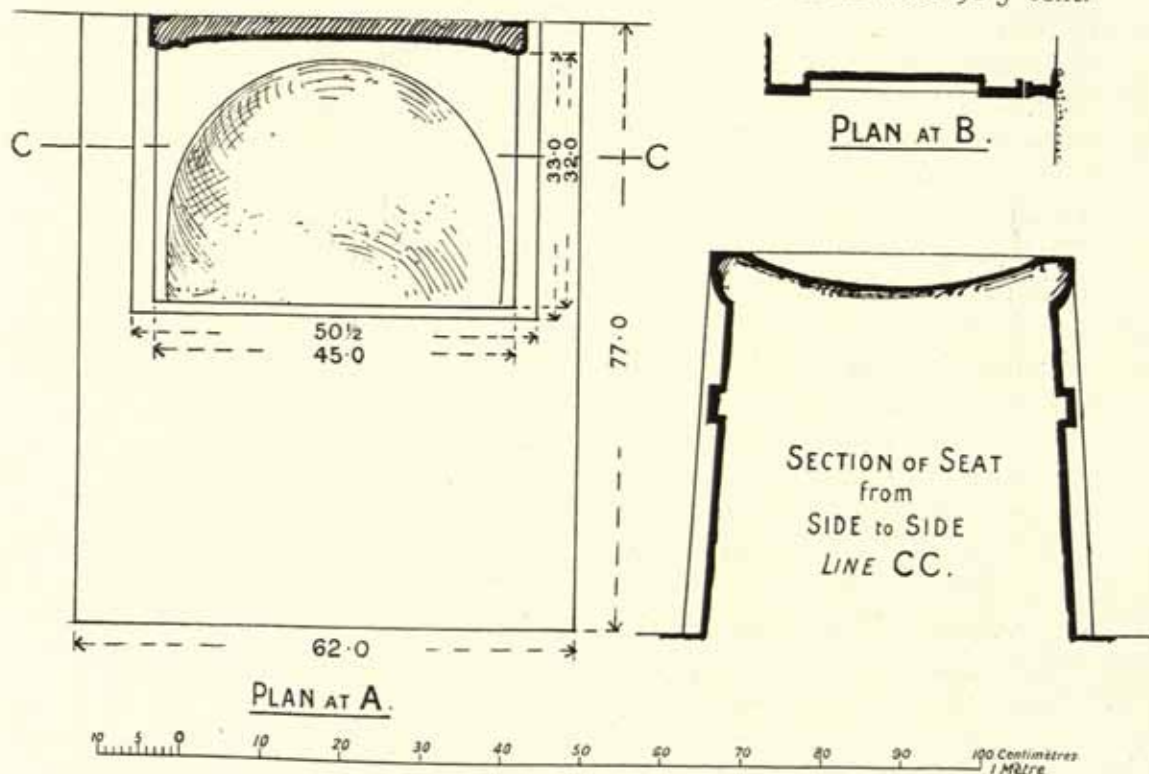 C
C
33·0
32·0
50½
45·0
77·0
62·0
PLAN AT A.
PLAN AT B.
SECTION OF SEAT
from
SIDE to SIDE
LINE CC.
10 5 0 10 20 30 40 50 60 70 80 90 100 Centimètres
1 Mètre